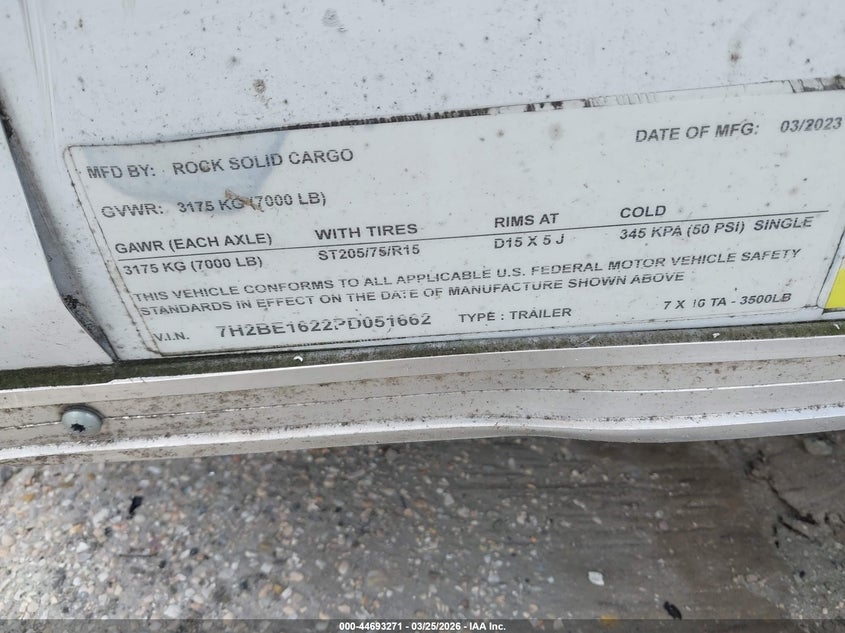 DATE OF MFG: 03/2023
MFD BY: ROCK SOLID CARGO
GVWR: 3175 KG (7000 LB)
GAWR (EACH AXLE) WITH TIRES RIMS AT COLD
3175 KG (7000 LB) ST205/75/R15 D15 X 5 J 345 KPA (50 PSI) SINGLE
THIS VEHICLE CONFORMS TO ALL APPLICABLE U.S. FEDERAL MOTOR VEHICLE SAFETY
STANDARDS IN EFFECT ON THE DATE OF MANUFACTURE SHOWN ABOVE
V.I.N. 7H2BE1622PD051662 TYPE : TRAILER 7 X 16 TA - 3500LB
000-44693271 - 03/25/2026 - IAA Inc.